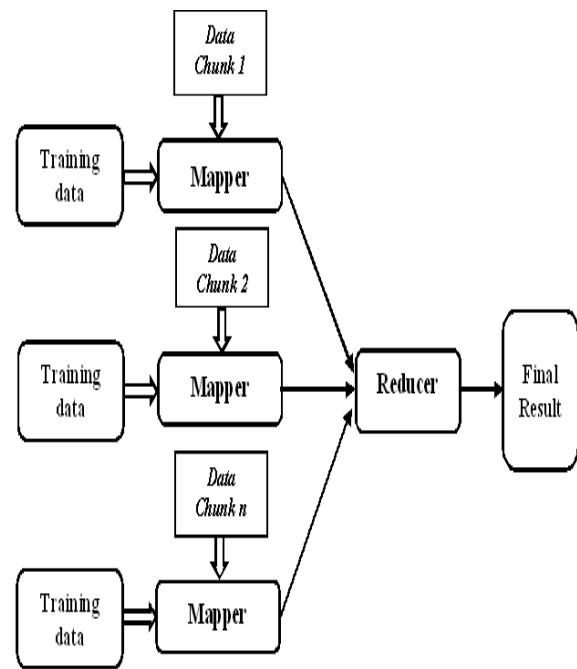 Data
Chunk 1
Training
data
Mapper
Data
Chunk 2
Training
data
Mapper
Reducer
Final
Result
Data
Chunk n
Training
data
Mapper